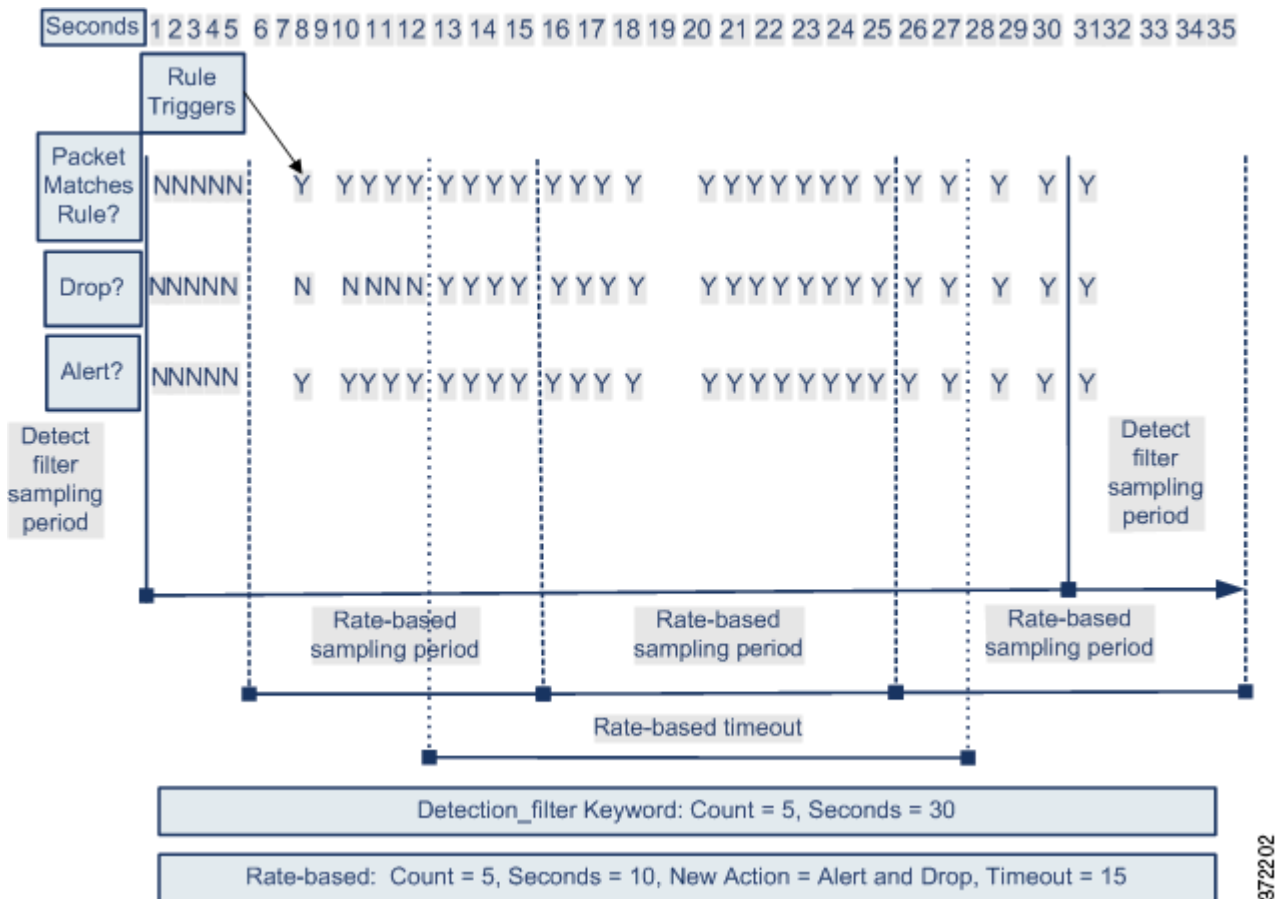 Seconds 1 2 3 4 5 6 7 8 9 10 11 12 13 14 15 16 17 18 19 20 21 22 23 24 25 26 27 28 29 30 31 32 33 34 35
Rule
Triggers
Packet
Matches
Rule?
NNNNN Y Y Y Y Y Y Y Y Y Y Y Y Y Y Y Y Y Y Y Y Y Y Y Y
Drop?
NNNNN N N N N N Y Y Y Y Y Y Y Y Y Y Y Y Y Y Y Y Y Y Y
Alert?
NNNNN Y Y Y Y Y Y Y Y Y Y Y Y Y Y Y Y Y Y Y Y Y Y Y Y
Detect
filter
sampling
period
Detect
filter
sampling
period
Rate-based
sampling period
Rate-based
sampling period
Rate-based
sampling period
Rate-based timeout
Detection_filter Keyword: Count = 5, Seconds = 30
Rate-based: Count = 5, Seconds = 10, New Action = Alert and Drop, Timeout = 15
372202